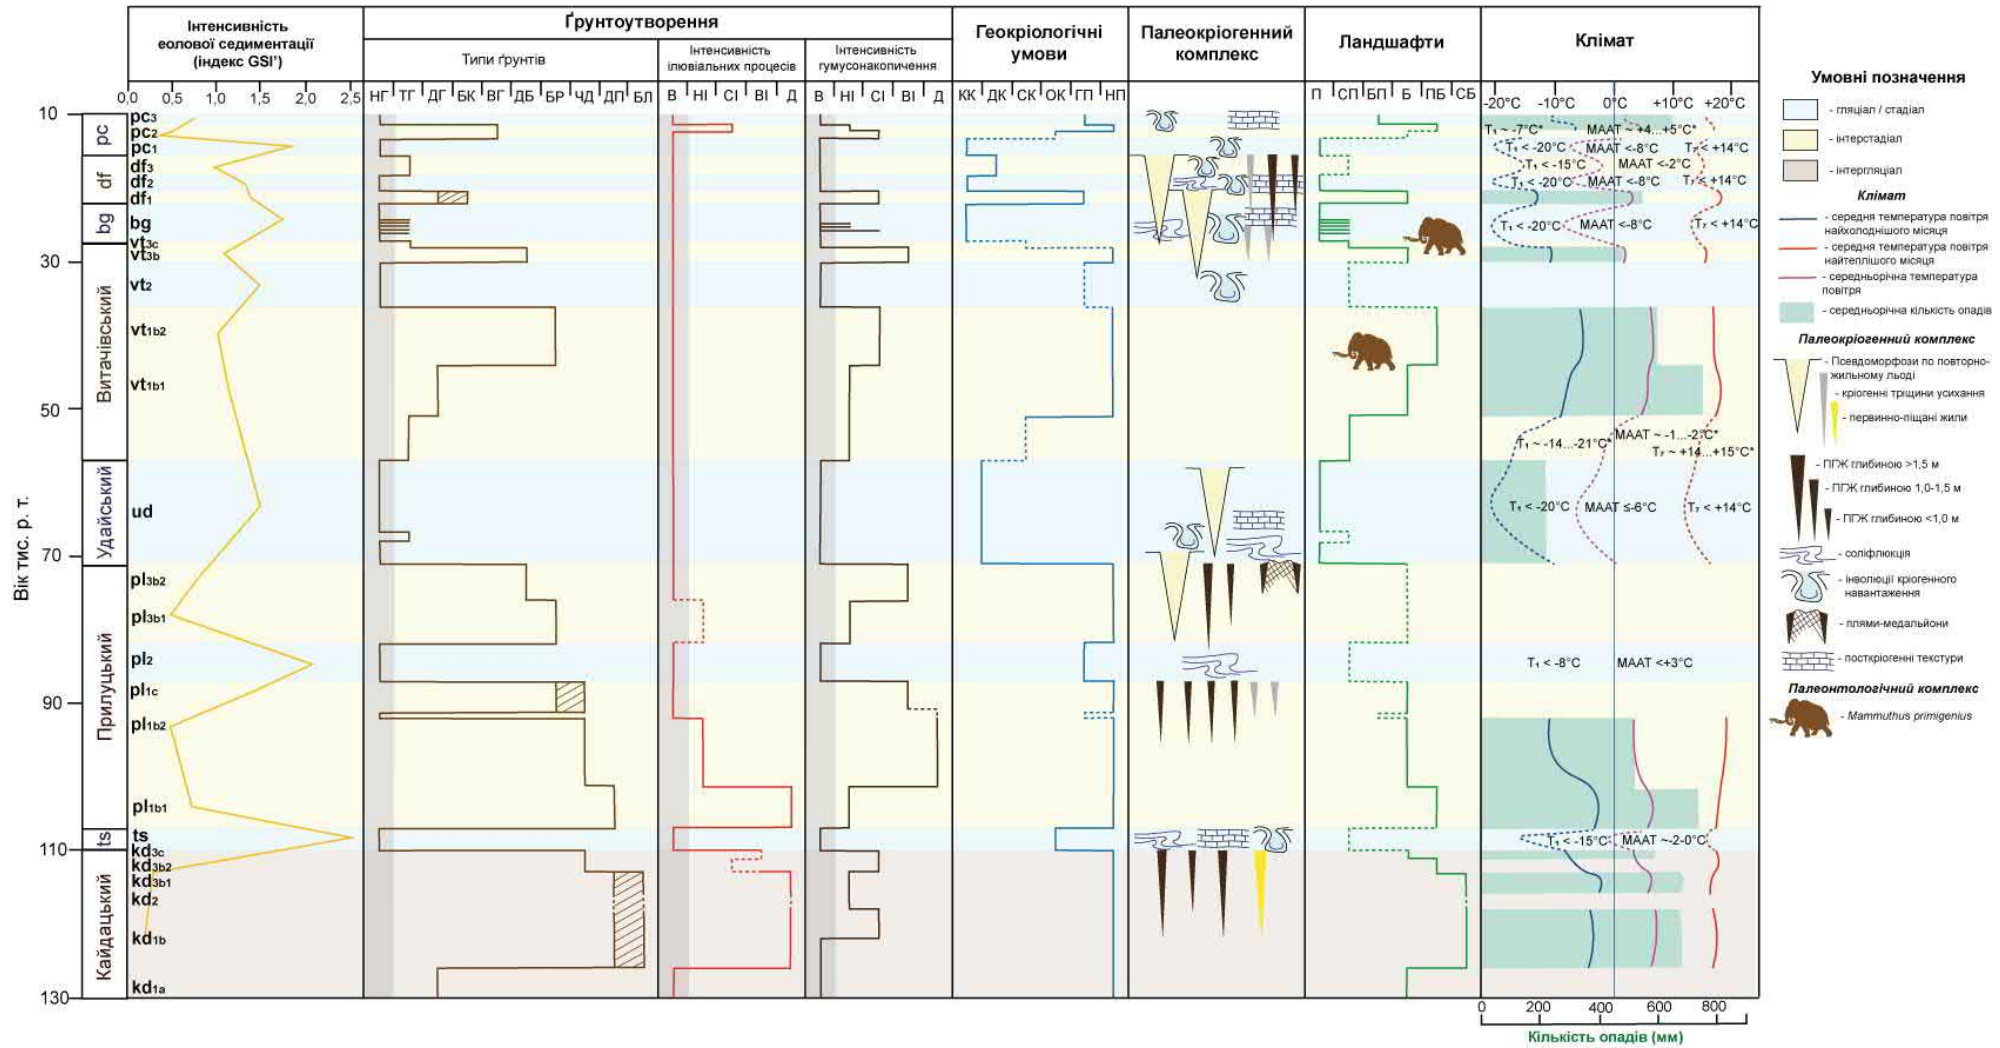 Інтенсивність
еолової седиментації
(індекс GSI')
Ґрунтоутворення
Типи ґрунтів
Інтенсивність
ілювіальних процесів
Інтенсивність
гумусонакопичення
Геокріологічні
умови
Палеокріогенний
комплекс
Ландшафти
Клімат
0,0 0,5 1,0 1,5 2,0 2,5
НГ ТГ ДГ БК ВГ ДБ БР ЧД ДП БЛ
В НІ СІ ВІ Д
В НІ СІ ВІ Д
КК ДК СК ОК ГП НП
П СП БП Б ПБ СБ
-20°C -10°C 0°C +10°C +20°C
Вік тис. р. т.
10
30
50
70
90
110
130
pc
df
bg
Витачівський
Удайський
Прилуцький
ts
Кайдацький
pc3
pc2
pc1
df3
df2
df1
bg
vt3c
vt3b
vt2
vt1b2
vt1b1
ud
pl3b2
pl3b1
pl2
pl1c
pl1b2
pl1b1
ts
kd3c
kd3b2
kd3b1
kd2
kd1b
kd1a
T₁ ~ -7°C* MAAT ~ +4...+5°C*
T₁ < -20°C MAAT <-8°C T₇ < +14°C
T₁ < -15°C MAAT <-2°C
T₁ < -20°C MAAT <-8°C T₇ < +14°C
T₁ < -20°C MAAT <-8°C T₇ < +14°C
T₁ ~ -14...-21°C* MAAT ~ -1...-2°C*
T₇ ~ +14...+15°C*
T₁ < -20°C MAAT ≤-6°C T₇ < +14°C
T₁ < -8°C MAAT <+3°C
T₁ < -15°C MAAT ~-2-0°C
0 200 400 600 800
Кількість опадів (мм)
Умовні позначення
- гляціал / стадіал
- інтерстадіал
- інтергляціал
Клімат
- середня температура повітря
найхолоднішого місяця
- середня температура повітря
найтеплішого місяця
- середньорічна температура
повітря
- середньорічна кількість опадів
Палеокріогенний комплекс
- Псевдоморфози по повторно-
жильному льоді
- кріогенні тріщини усихання
- первинно-піщані жили
- ПГЖ глибиною >1,5 м
- ПГЖ глибиною 1,0-1,5 м
- ПГЖ глибиною <1,0 м
- соліфлюкція
- інволюції кріогенного
навантаження
- плями-медальйони
- посткріогенні текстури
Палеонтологічний комплекс
- Mammuthus primigenius